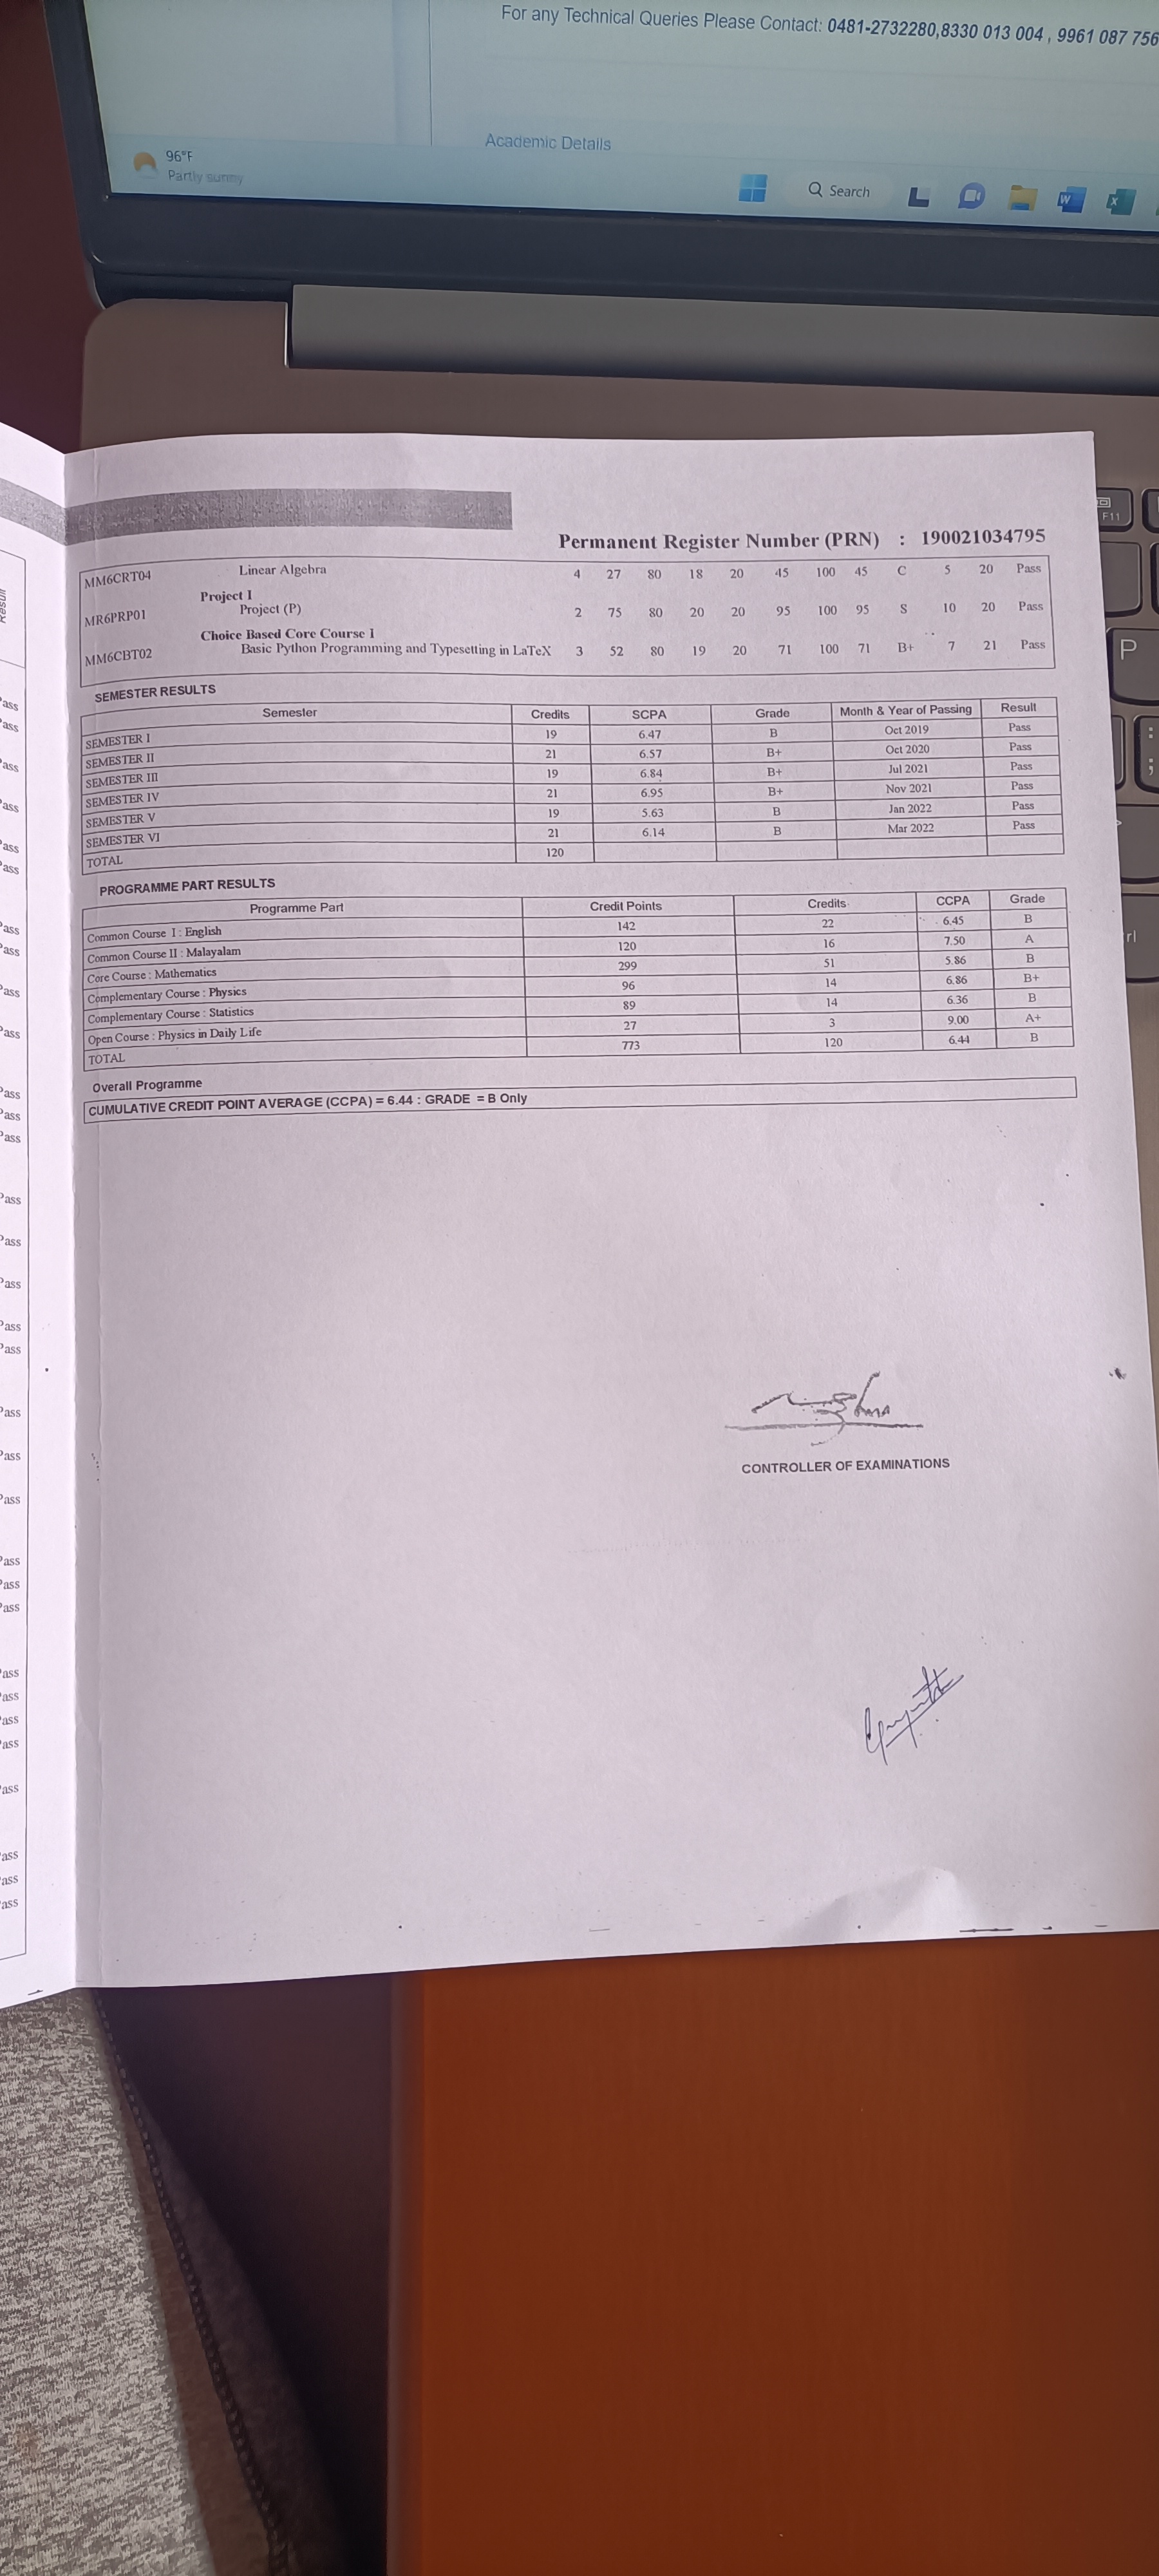 For any Technical Queries Please Contact: 0481-2732280,8330 013 004 , 9961 087 756
Academic Details
96°F
Partly sunny
Search
F11
P
Permanent Register Number (PRN) : 190021034795
MM6CRT04 Linear Algebra 4 27 80 18 20 45 100 45 C 5 20 Pass
Project I
MR6PRP01 Project (P) 2 75 80 20 20 95 100 95 S 10 20 Pass
Choice Based Core Course I
MM6CBT02 Basic Python Programming and Typesetting in LaTeX 3 52 80 19 20 71 100 71 B+ 7 21 Pass
SEMESTER RESULTS
Semester Credits SCPA Grade Month & Year of Passing Result
SEMESTER I 19 6.47 B Oct 2019 Pass
SEMESTER II 21 6.57 B+ Oct 2020 Pass
SEMESTER III 19 6.84 B+ Jul 2021 Pass
SEMESTER IV 21 6.95 B+ Nov 2021 Pass
SEMESTER V 19 5.63 B Jan 2022 Pass
SEMESTER VI 21 6.14 B Mar 2022 Pass
TOTAL 120
PROGRAMME PART RESULTS
Programme Part Credit Points Credits CCPA Grade
Common Course I : English 142 22 6.45 B
Common Course II : Malayalam 120 16 7.50 A
Core Course : Mathematics 299 51 5.86 B
Complementary Course : Physics 96 14 6.86 B+
Complementary Course : Statistics 89 14 6.36 B
Open Course : Physics in Daily Life 27 3 9.00 A+
TOTAL 773 120 6.44 B
Overall Programme
CUMULATIVE CREDIT POINT AVERAGE (CCPA) = 6.44 : GRADE = B Only
CONTROLLER OF EXAMINATIONS